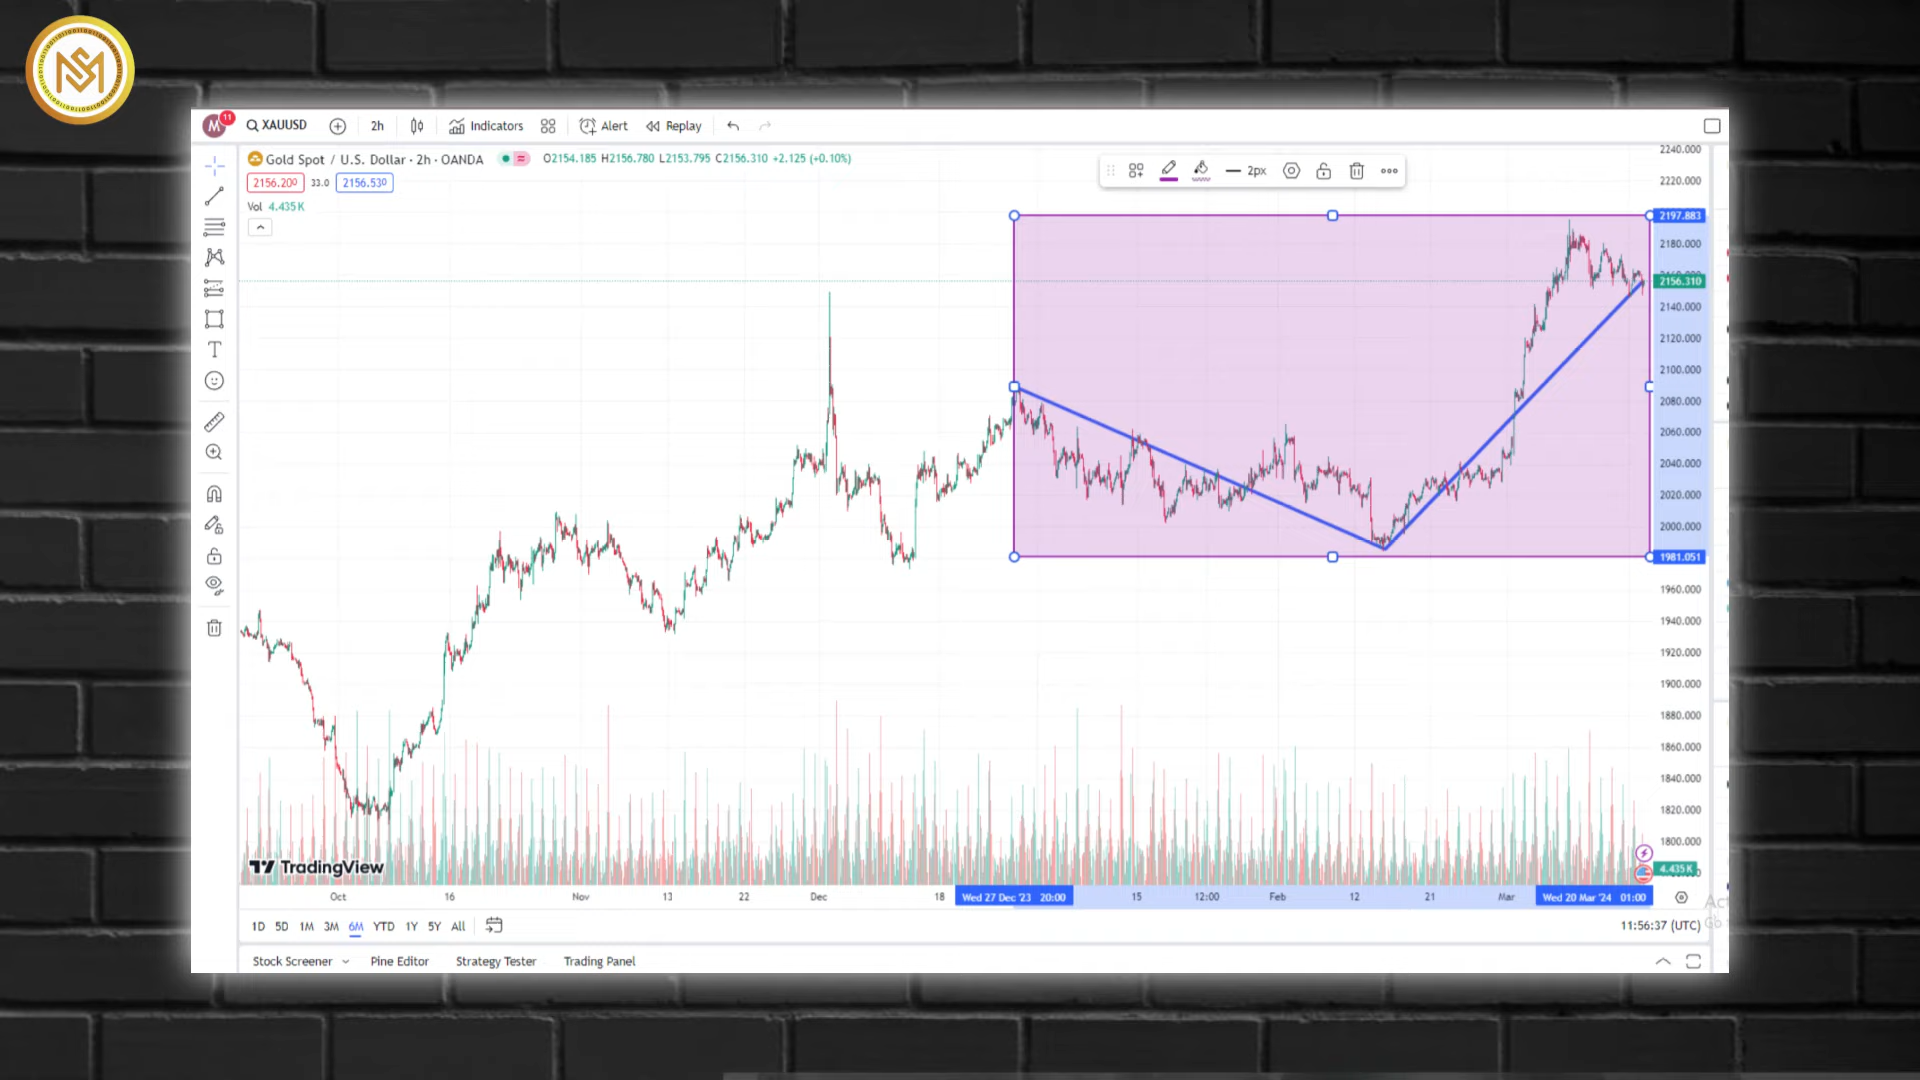 M 11 XAUUSD 2h Indicators Alert Replay
Gold Spot / U.S. Dollar · 2h · OANDA O2154.185 H2156.780 L2153.795 C2156.310 +2.125 (+0.10%)
2156.200 33.0 2156.530
Vol 4.435K
2px
T
2240.000
2220.000
2197.883
2180.000
2156.310
2140.000
2120.000
2100.000
2080.000
2060.000
2040.000
2020.000
2000.000
1981.051
1960.000
1940.000
1920.000
1900.000
1880.000
1860.000
1840.000
1820.000
1800.000
4.435K
TradingView
Oct 16 Nov 13 22 Dec 18 Wed 27 Dec '23 20:00 15 12:00 Feb 12 21 Mar Wed 20 Mar '24 01:00
1D 5D 1M 3M 6M YTD 1Y 5Y All 11:56:37 (UTC)
Stock Screener Pine Editor Strategy Tester Trading Panel